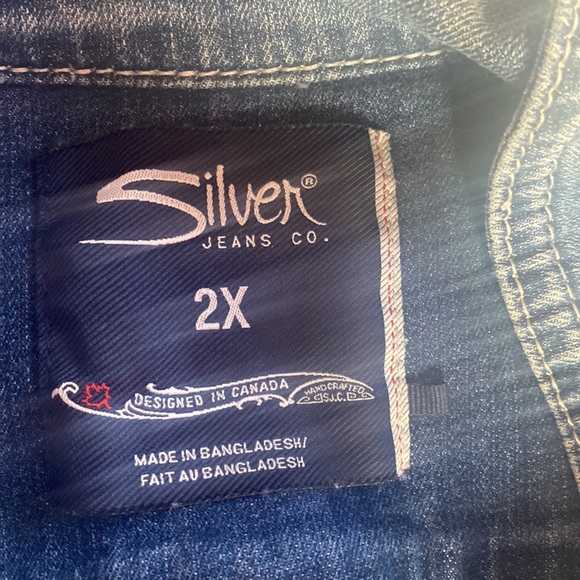 Silver®
JEANS CO.
2X
DESIGNED IN CANADA
HANDCRAFTED
S.J.C.
MADE IN BANGLADESH/
FAIT AU BANGLADESH